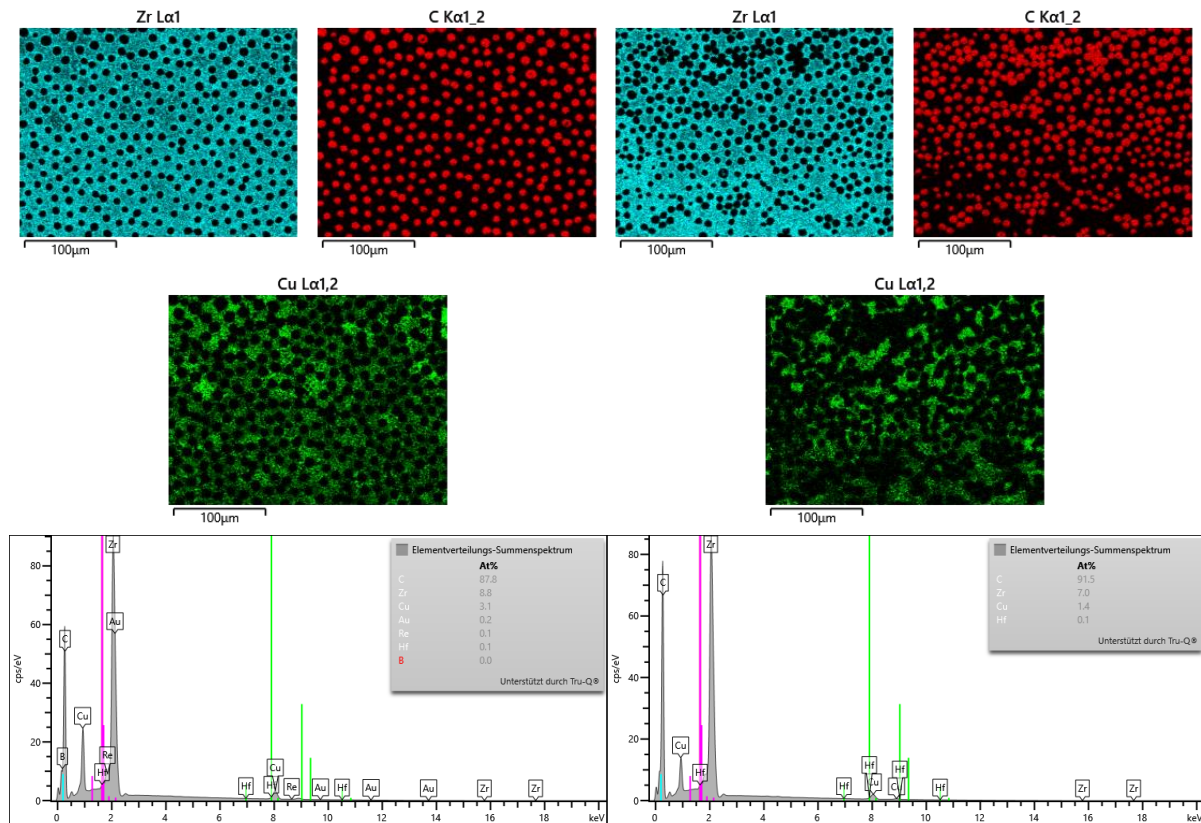 Zr Lα1
C Kα1_2
Zr Lα1
C Kα1_2
100µm
100µm
100µm
100µm
Cu Lα1,2
Cu Lα1,2
100µm
100µm
Elementverteilungs-Summenspektrum
At%
C 87.8
Zr 8.8
Cu 3.1
Au 0.2
Re 0.1
Hf 0.1
B 0.0
Unterstützt durch Tru-Q®
cps/eV
80
60
40
20
0
Zr
Au
C
Cu
B
Re
Hf
Hf
Cu
Re
Au
Hf
Au
Au
Zr
Zr
0 2 4 6 8 10 12 14 16 18 keV
Elementverteilungs-Summenspektrum
At%
C 91.5
Zr 7.0
Cu 1.4
Hf 0.1
Unterstützt durch Tru-Q®
cps/eV
80
60
40
20
0
Zr
C
Cu
Hf
Hf
Hf
Hf
Hf
Zr
Zr
0 2 4 6 8 10 12 14 16 18 keV